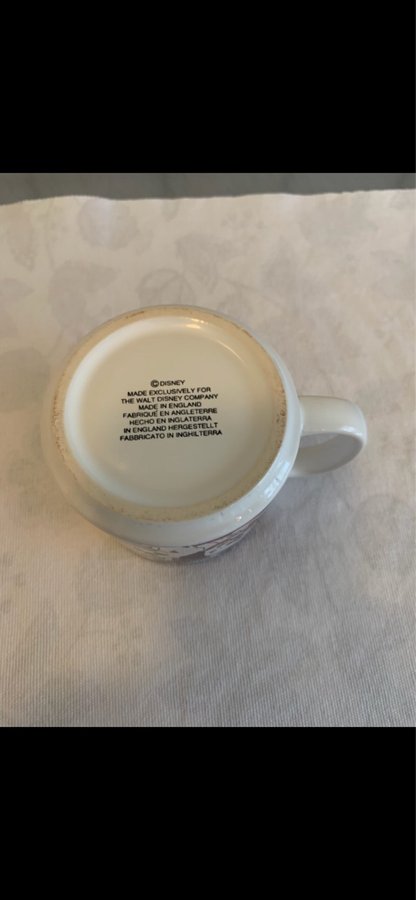 © DISNEY
MADE EXCLUSIVELY FOR
THE WALT DISNEY COMPANY
MADE IN ENGLAND
FABRIQUÉ EN ANGLETERRE
HECHO EN INGLATERRA
IN ENGLAND HERGESTELLT
FABBRICATO IN INGHILTERRA